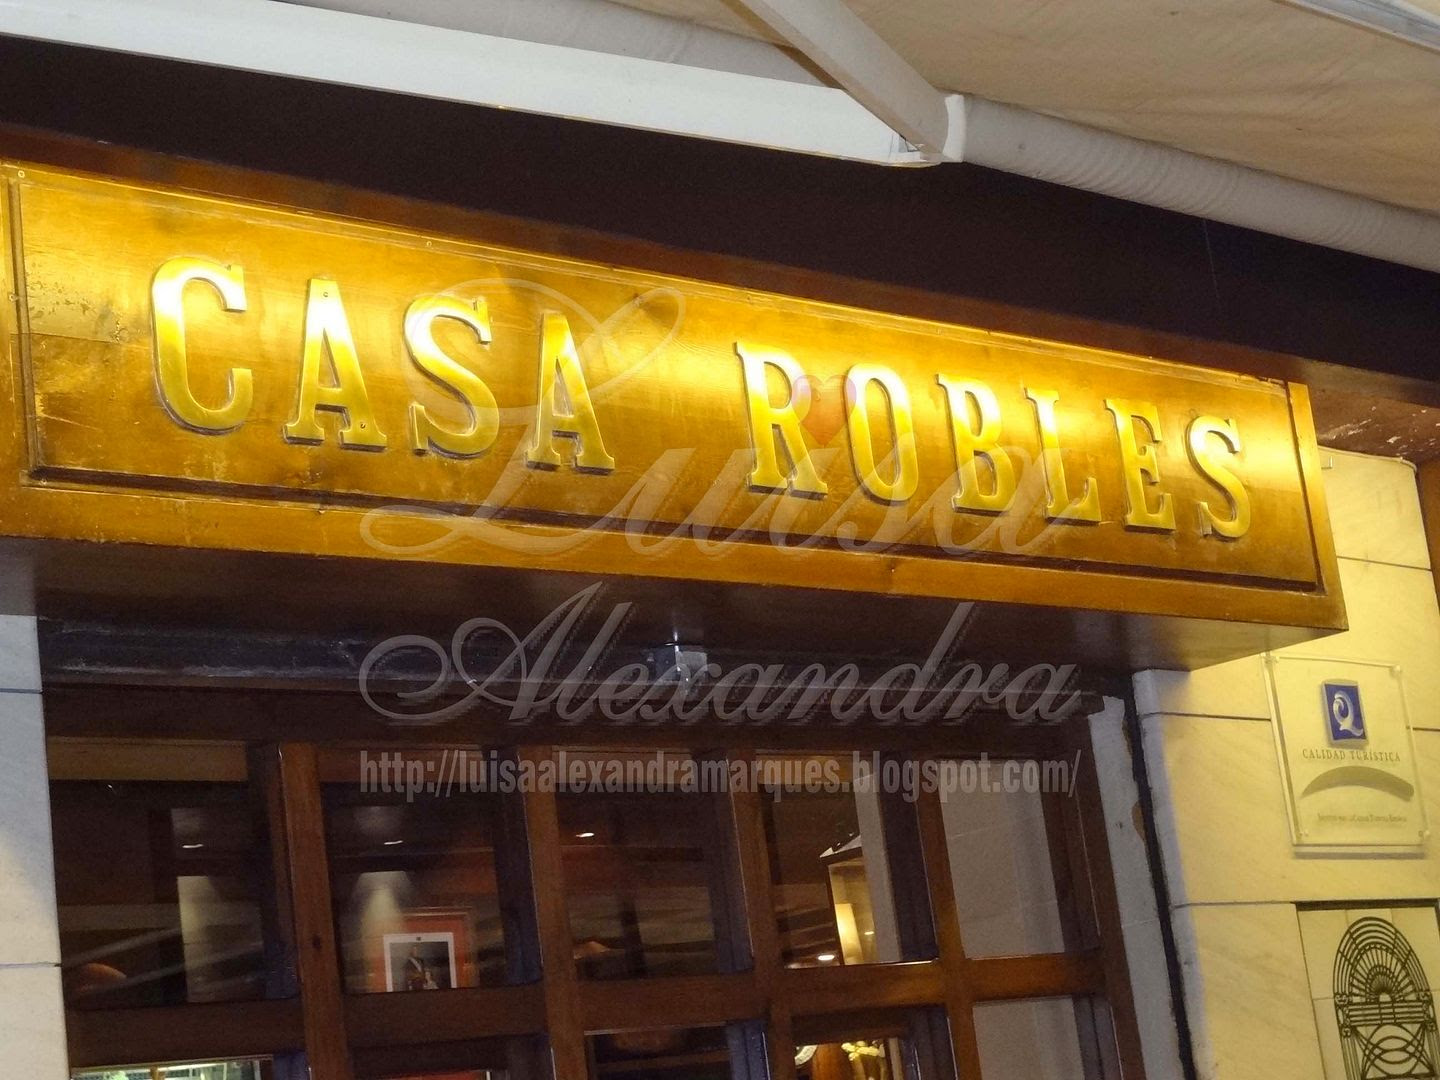 CASA ROBLES
Luisa
Alexandra
http://luisaalexandramarques.blogspot.com/
CALIDAD TURÍSTICA